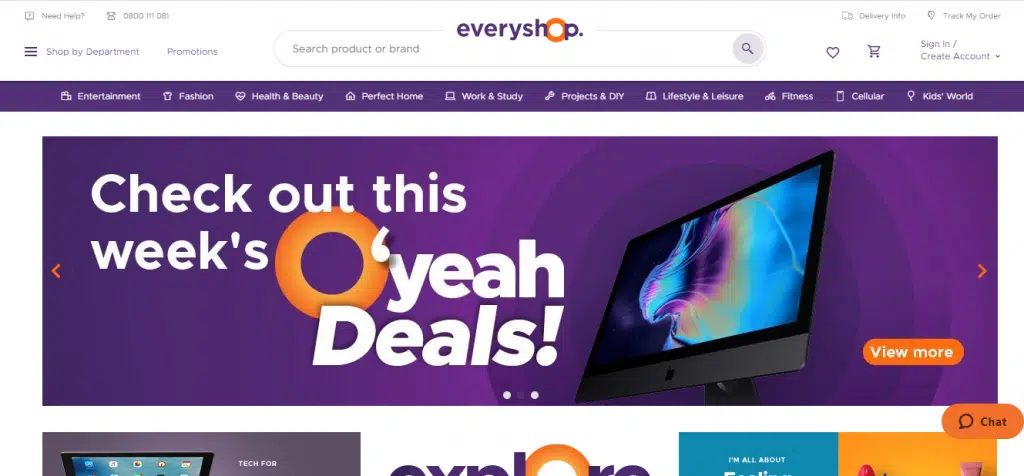 Need Help?
0800 111 081
everyshop.
Delivery Info
Track My Order
Shop by Department
Promotions
Search product or brand
Sign In /
Create Account
Entertainment
Fashion
Health & Beauty
Perfect Home
Work & Study
Projects & DIY
Lifestyle & Leisure
Fitness
Cellular
Kids' World
Check out this
week's O'yeah
Deals!
View more
Chat
TECH FOR
explore
I'M ALL ABOUT
Feeling